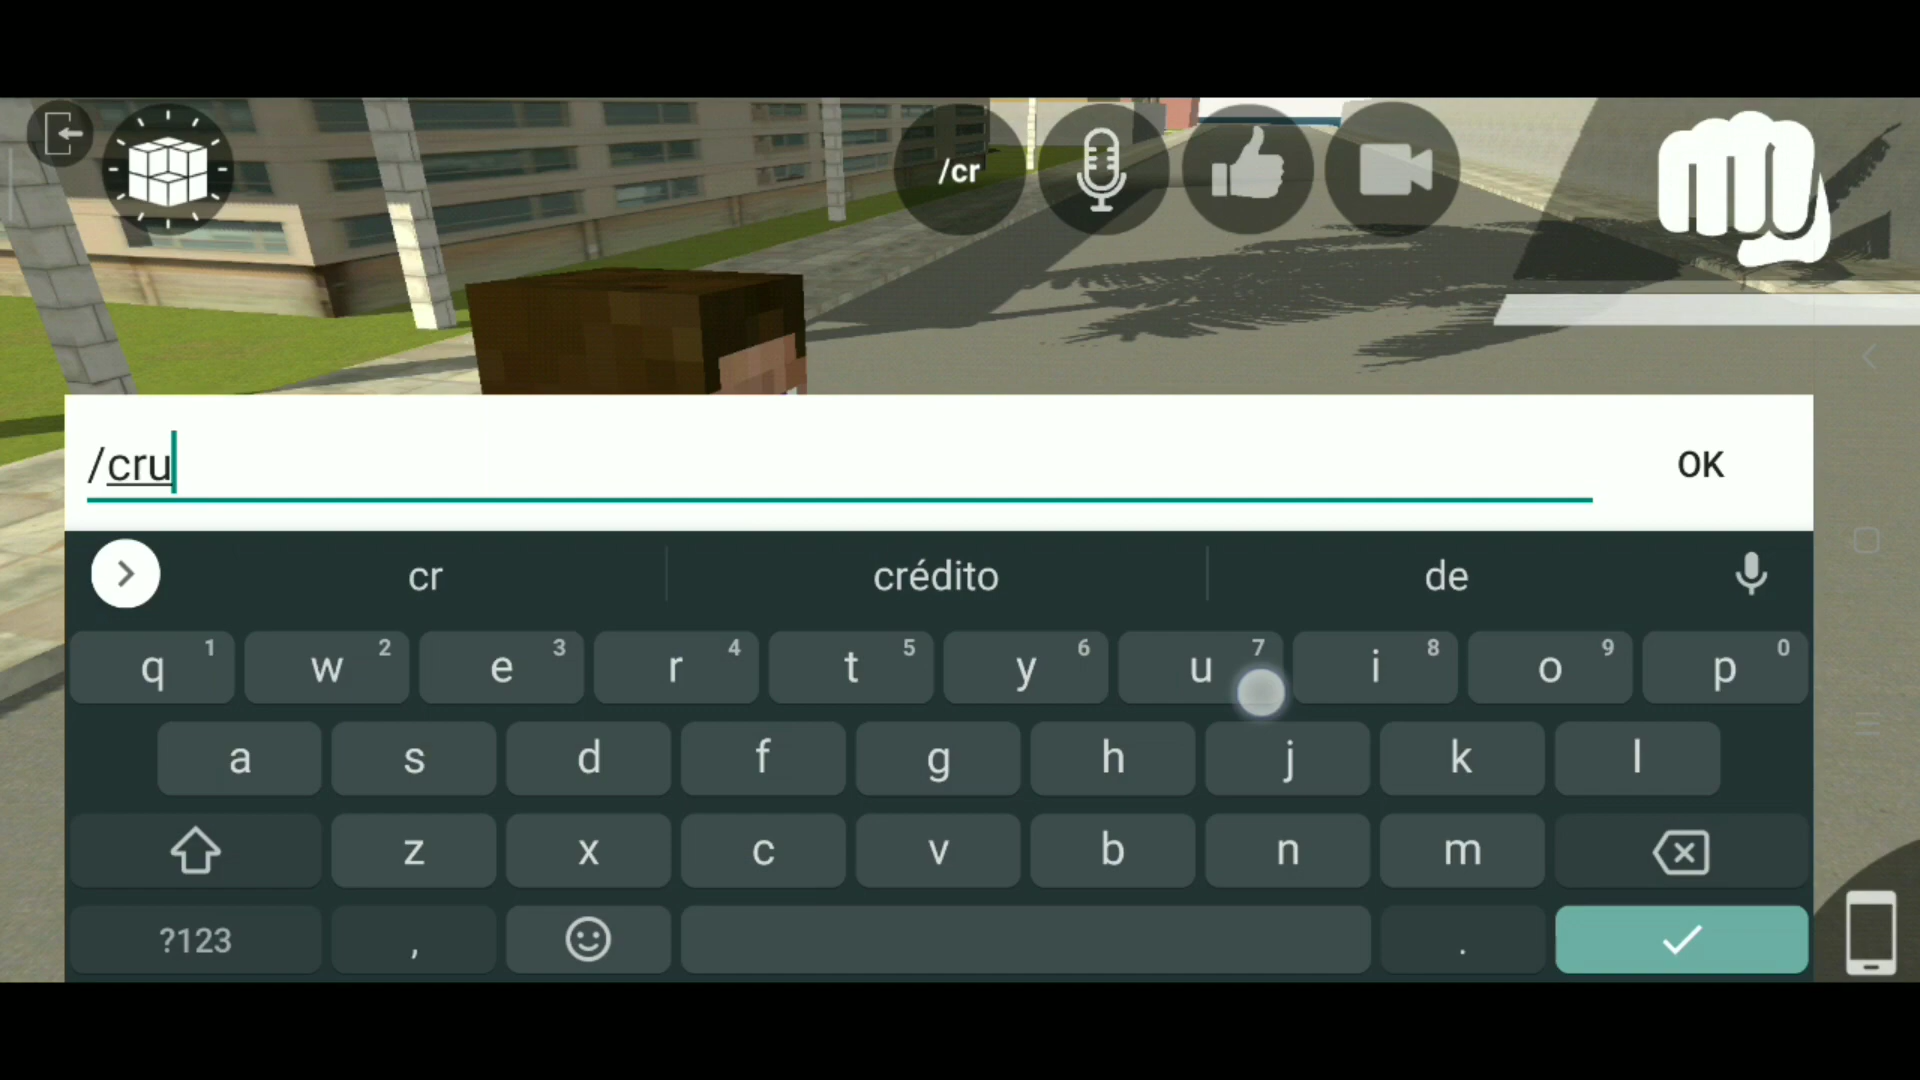 /cr
/cru
OK
cr crédito de
q 1 w 2 e 3 r 4 t 5 y 6 u 7 i 8 o 9 p 0
a s d f g h j k l
z x c v b n m
?123 , .